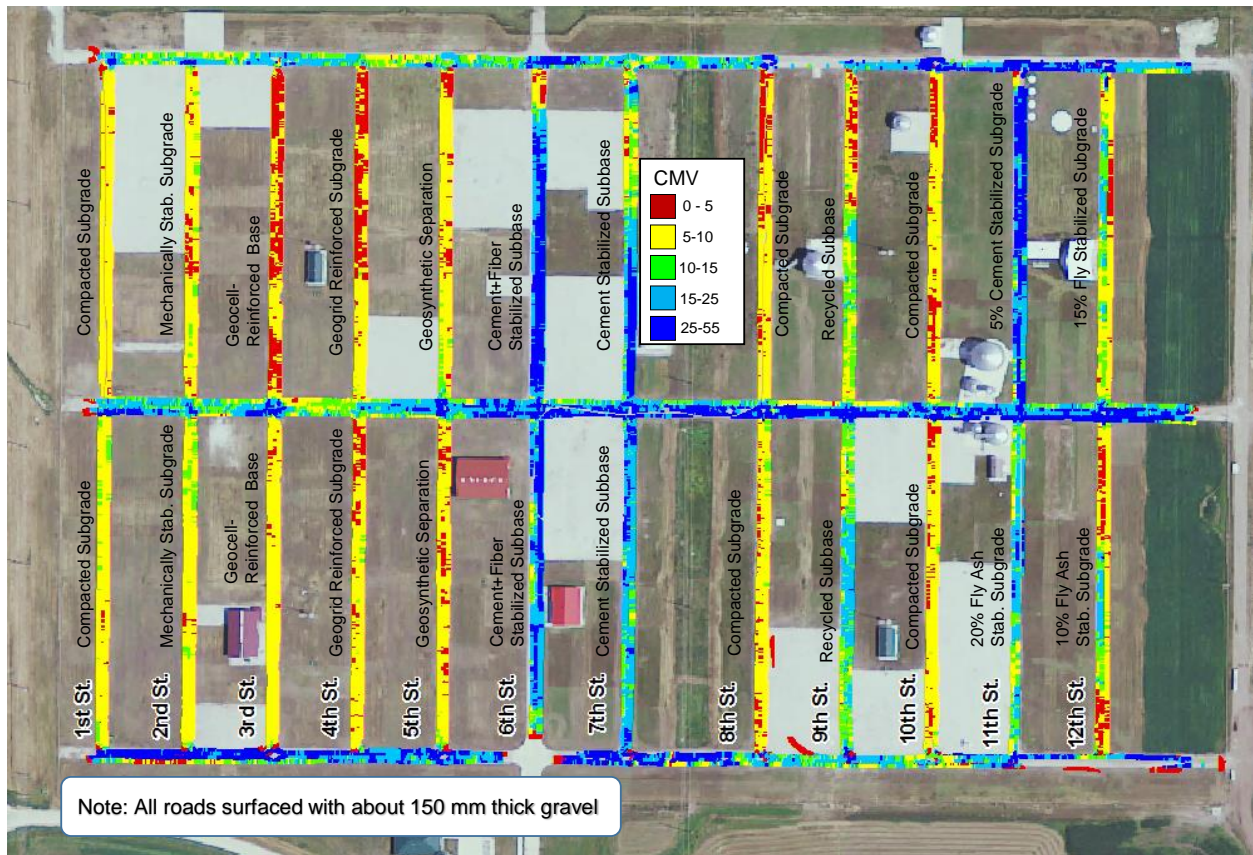 CMV
0 - 5
5-10
10-15
15-25
25-55
Compacted Subgrade
Mechanically Stab. Subgrade
Geocell-
Reinforced Base
Geogrid Reinforced Subgrade
Geosynthetic Separation
Cement+Fiber
Stabilized Subbase
Cement Stabilized Subbase
Compacted Subgrade
Recycled Subbase
Compacted Subgrade
5% Cement Stabilized Subgrade
15% Fly Stabilized Subgrade
Compacted Subgrade
Mechanically Stab. Subgrade
Geocell-
Reinforced Base
Geogrid Reinforced Subgrade
Geosynthetic Separation
Cement+Fiber
Stabilized Subbase
Cement Stabilized Subbase
Compacted Subgrade
Recycled Subbase
Compacted Subgrade
20% Fly Ash
Stab. Subgrade
10% Fly Ash
Stab. Subgrade
1st St.
2nd St.
3rd St.
4th St.
5th St.
6th St.
7th St.
8th St.
9th St.
10th St.
11th St.
12th St.
Note: All roads surfaced with about 150 mm thick gravel